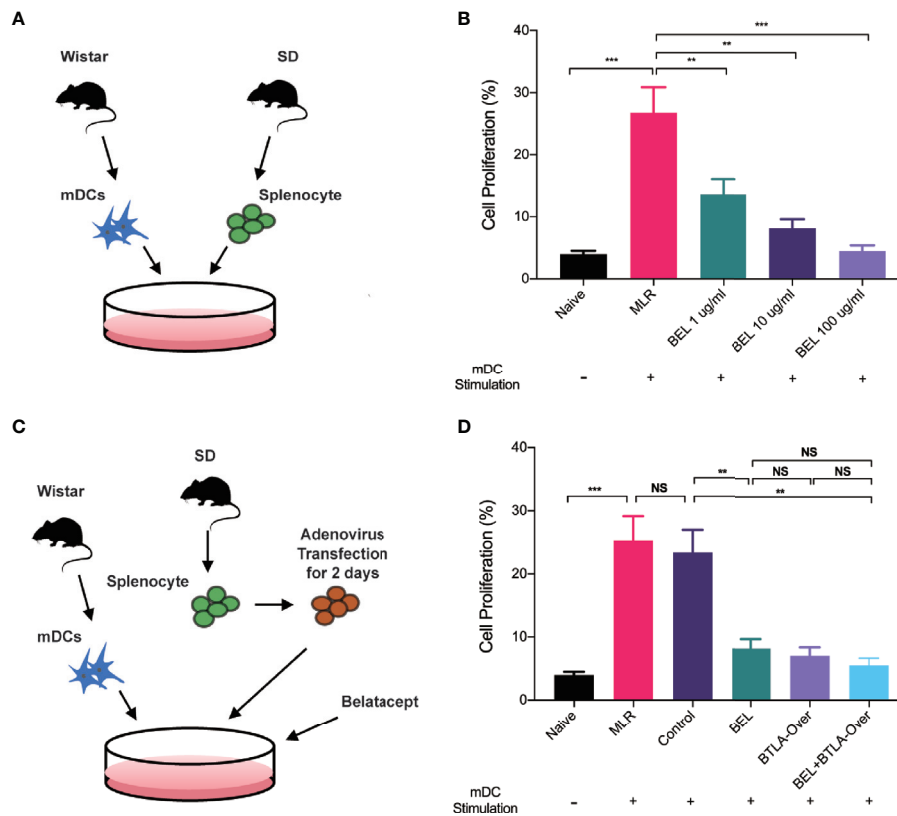 A
Wistar
SD
mDCs
Splenocyte
B
***
**
***
**
Cell Proliferation (%)
40
30
20
10
0
Naive
MLR
BEL 1 ug/ml
BEL 10 ug/ml
BEL 100 ug/ml
mDC
Stimulation
- + + + +
C
SD
Wistar
Adenovirus
Transfection
for 2 days
Splenocyte
mDCs
Belatacept
D
NS
** NS NS
*** NS **
Cell Proliferation (%)
40
30
20
10
0
Naive
MLR
Control
BEL
BTLA-Over
BEL+BTLA-Over
mDC
Stimulation
- + + + + +